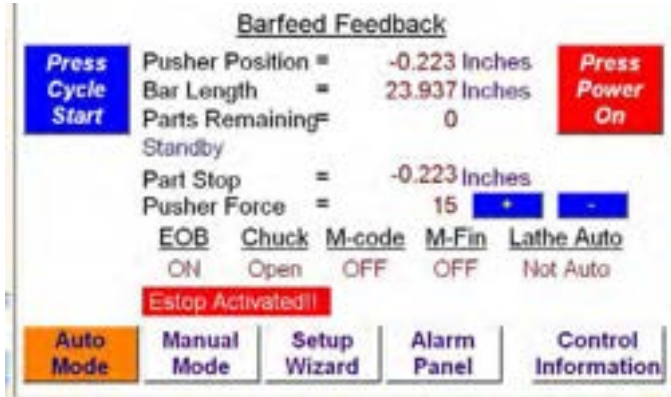 Barfeed Feedback
Press Cycle Start
Press Power On
Pusher Position = -0.223 Inches
Bar Length = 23.937 Inches
Parts Remaining= 0
Standby
Part Stop = -0.223 Inches
Pusher Force = 15 + -
EOB Chuck M-code M-Fin Lathe Auto
ON Open OFF OFF Not Auto
Estop Activated!!
Auto Mode
Manual Mode
Setup Wizard
Alarm Panel
Control Information